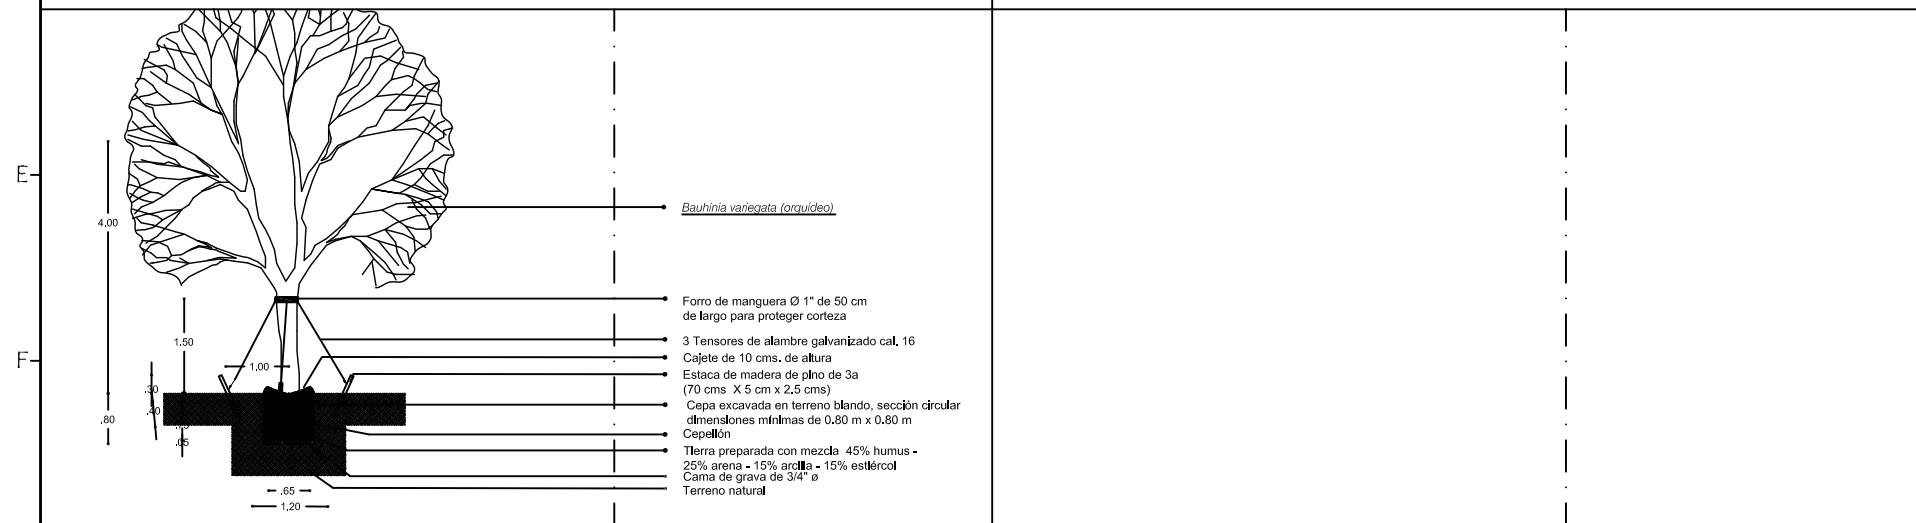 E
4.00
Bauhinia variegata (orquídeo)
Forro de manguera Ø 1" de 50 cm
de largo para proteger corteza
1.50
3 Tensores de alambre galvanizado cal. 16
F
Cajete de 10 cms. de altura
1.00
Estaca de madera de pino de 3a
(70 cms X 5 cm x 2.5 cms)
.30
.40
Cepa excavada en terreno blando, sección circular
dimensiones mínimas de 0.80 m x 0.80 m
.80
Cepellón
.05
Tierra preparada con mezcla 45% humus -
25% arena - 15% arcilla - 15% estiércol
Cama de grava de 3/4" ø
Terreno natural
.65
1.20